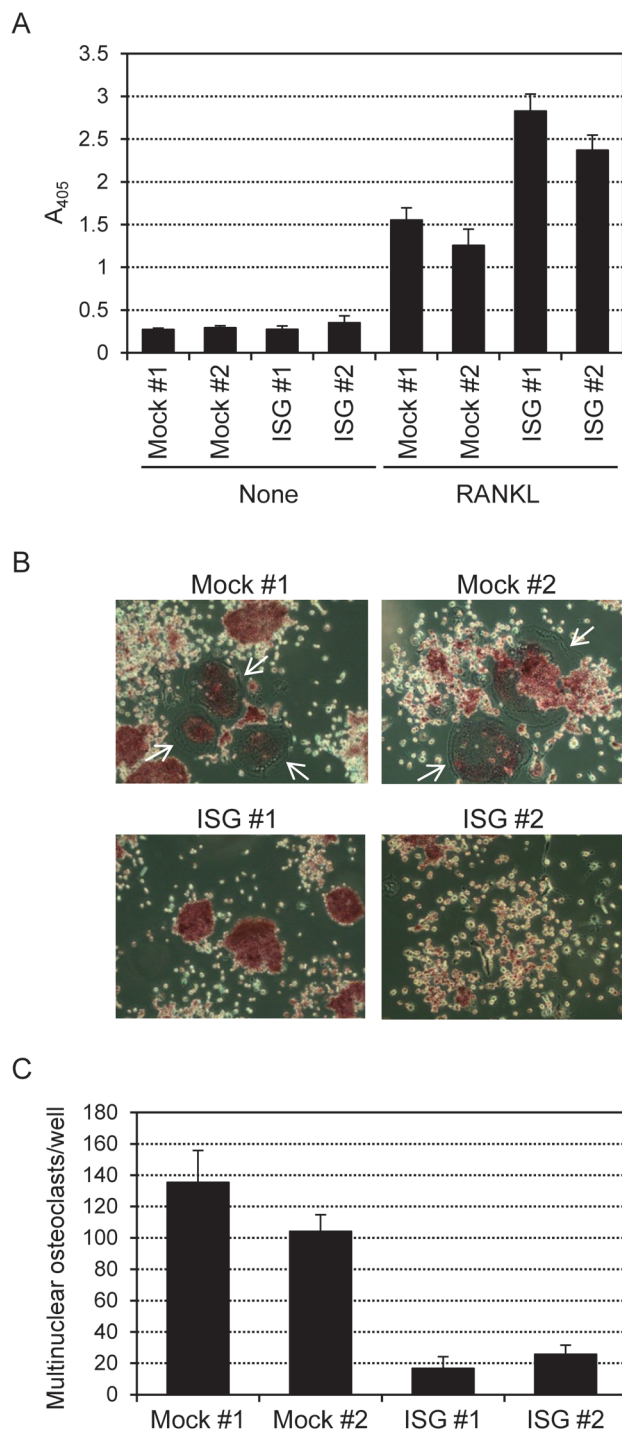 A
3.5
3
2.5
2
1.5
1
0.5
0
A405
Mock #1
Mock #2
ISG #1
ISG #2
Mock #1
Mock #2
ISG #1
ISG #2
None
RANKL
B
Mock #1
Mock #2
ISG #1
ISG #2
C
180
160
140
120
100
80
60
40
20
0
Multinuclear osteoclasts/well
Mock #1
Mock #2
ISG #1
ISG #2